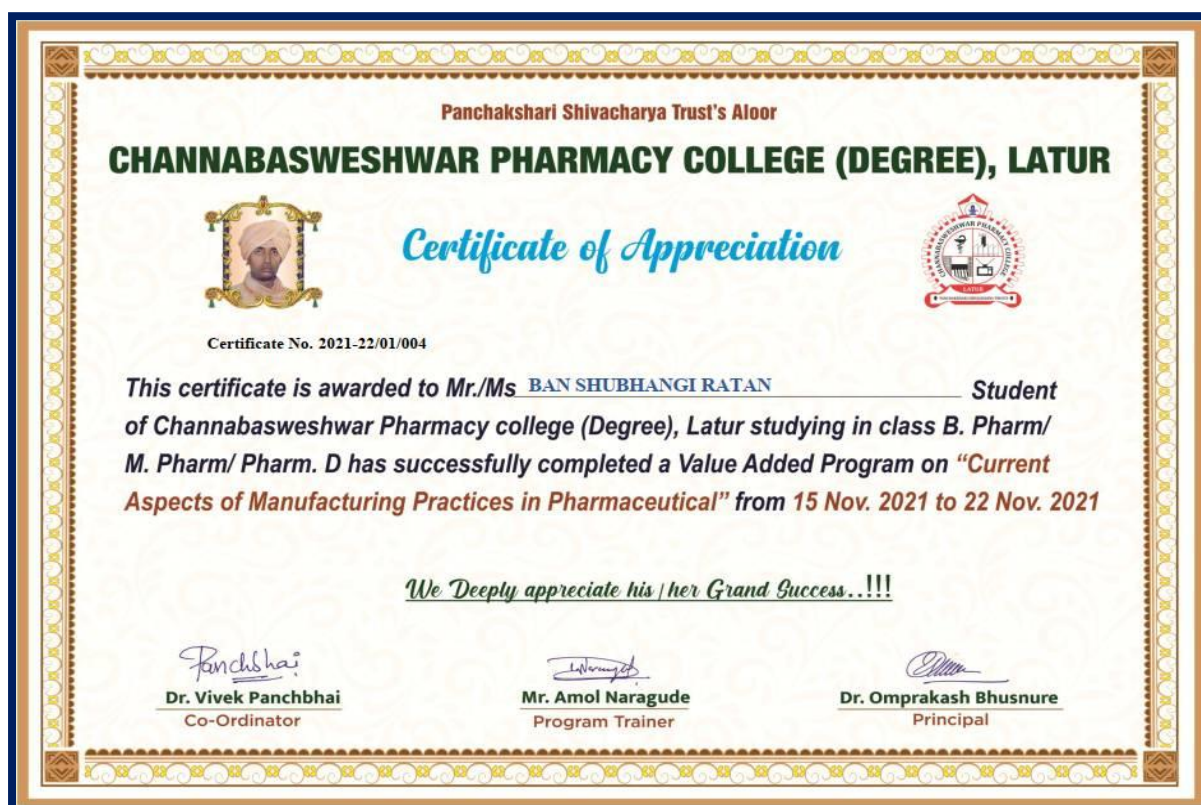 Panchakshari Shivacharya Trust's Aloor
CHANNABASWESHWAR PHARMACY COLLEGE (DEGREE), LATUR
Certificate of Appreciation
CHANNABASWESHWAR PHARMACY COLLEGE
LATUR
Certificate No. 2021-22/01/004
This certificate is awarded to Mr./Ms BAN SHUBHANGI RATAN Student
of Channabasweshwar Pharmacy college (Degree), Latur studying in class B. Pharm/
M. Pharm/ Pharm. D has successfully completed a Value Added Program on “Current
Aspects of Manufacturing Practices in Pharmaceutical” from 15 Nov. 2021 to 22 Nov. 2021
We Deeply appreciate his / her Grand Success..!!!
Panchbhai
Dr. Vivek Panchbhai
Co-Ordinator
Mr. Amol Naragude
Program Trainer
Dr. Omprakash Bhusnure
Principal